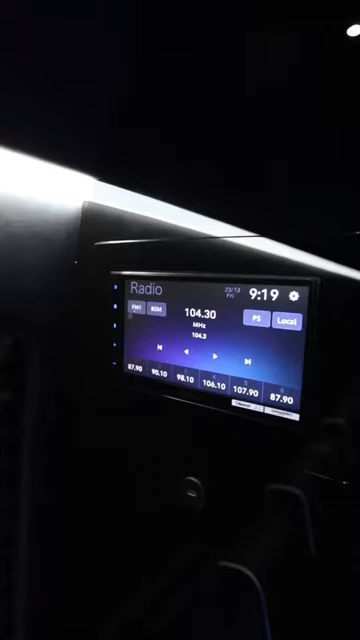 Radio
23/13
Fri
9:19
FM1
BSM
104.30
MHz
104.3
PS
Local
87.90
90.10
98.10
106.10
107.90
87.90